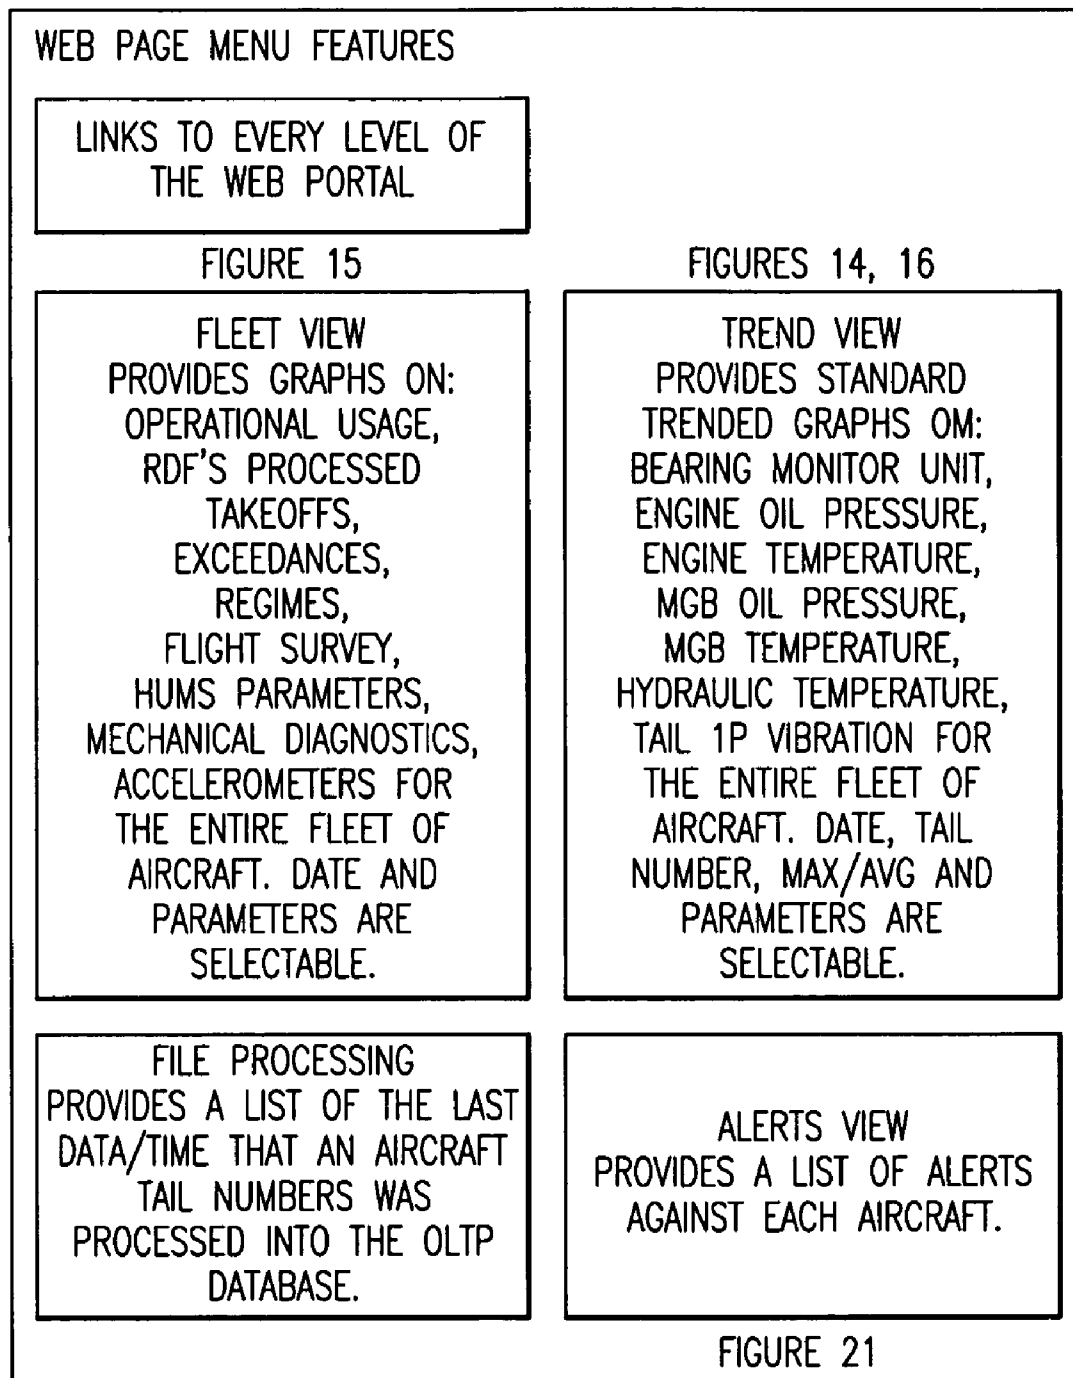 WEB PAGE MENU FEATURES
LINKS TO EVERY LEVEL OF
THE WEB PORTAL
FIGURE 15
FLEET VIEW
PROVIDES GRAPHS ON:
OPERATIONAL USAGE,
RDF'S PROCESSED
TAKEOFFS,
EXCEEDANCES,
REGIMES,
FLIGHT SURVEY,
HUMS PARAMETERS,
MECHANICAL DIAGNOSTICS,
ACCELEROMETERS FOR
THE ENTIRE FLEET OF
AIRCRAFT. DATE AND
PARAMETERS ARE
SELECTABLE.
FIGURES 14, 16
TREND VIEW
PROVIDES STANDARD
TRENDED GRAPHS OM:
BEARING MONITOR UNIT,
ENGINE OIL PRESSURE,
ENGINE TEMPERATURE,
MGB OIL PRESSURE,
MGB TEMPERATURE,
HYDRAULIC TEMPERATURE,
TAIL 1P VIBRATION FOR
THE ENTIRE FLEET OF
AIRCRAFT. DATE, TAIL
NUMBER, MAX/AVG AND
PARAMETERS ARE
SELECTABLE.
FILE PROCESSING
PROVIDES A LIST OF THE LAST
DATA/TIME THAT AN AIRCRAFT
TAIL NUMBERS WAS
PROCESSED INTO THE OLTP
DATABASE.
ALERTS VIEW
PROVIDES A LIST OF ALERTS
AGAINST EACH AIRCRAFT.
FIGURE 21